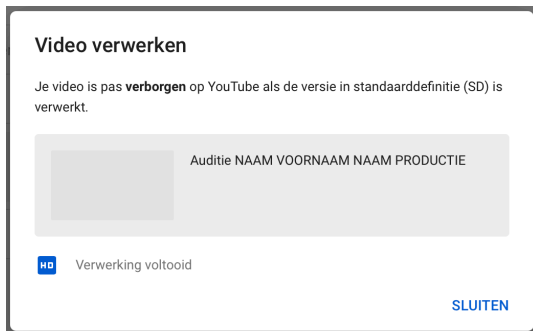 Video verwerken
Je video is pas verborgen op YouTube als de versie in standaarddefinitie (SD) is
verwerkt.
Auditie NAAM VOORNAAM NAAM PRODUCTIE
HD Verwerking voltooid
SLUITEN